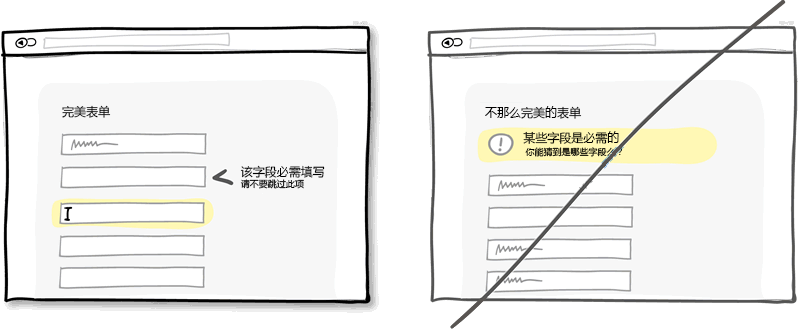 完美表单
该字段必需填写
请不要跳过此项
不那么完美的表单
某些字段是必需的
你能猜到是哪些字段么？